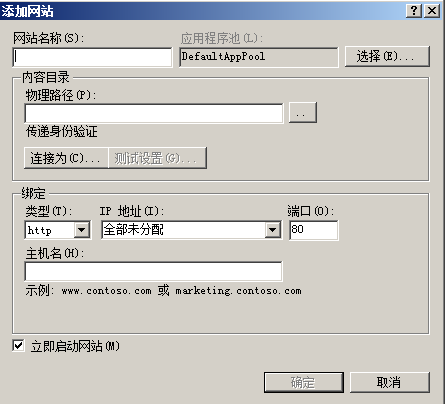 添加网站
网站名称(S): 应用程序池(L):
DefaultAppPool 选择(E)...
内容目录
物理路径(P):
..
传递身份验证
连接为(C)... 测试设置(G)...
绑定
类型(T): IP 地址(I): 端口(O):
http 全部未分配 80
主机名(H):
示例: www.contoso.com 或 marketing.contoso.com
立即启动网站(M)
确定 取消